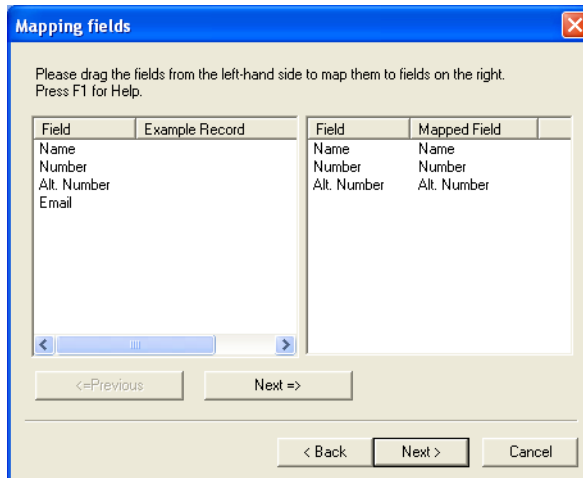 Mapping fields
Please drag the fields from the left-hand side to map them to fields on the right.
Press F1 for Help.
Field Example Record
Name
Number
Alt. Number
Email
Field Mapped Field
Name Name
Number Number
Alt. Number Alt. Number
<=Previous Next =>
< Back Next > Cancel